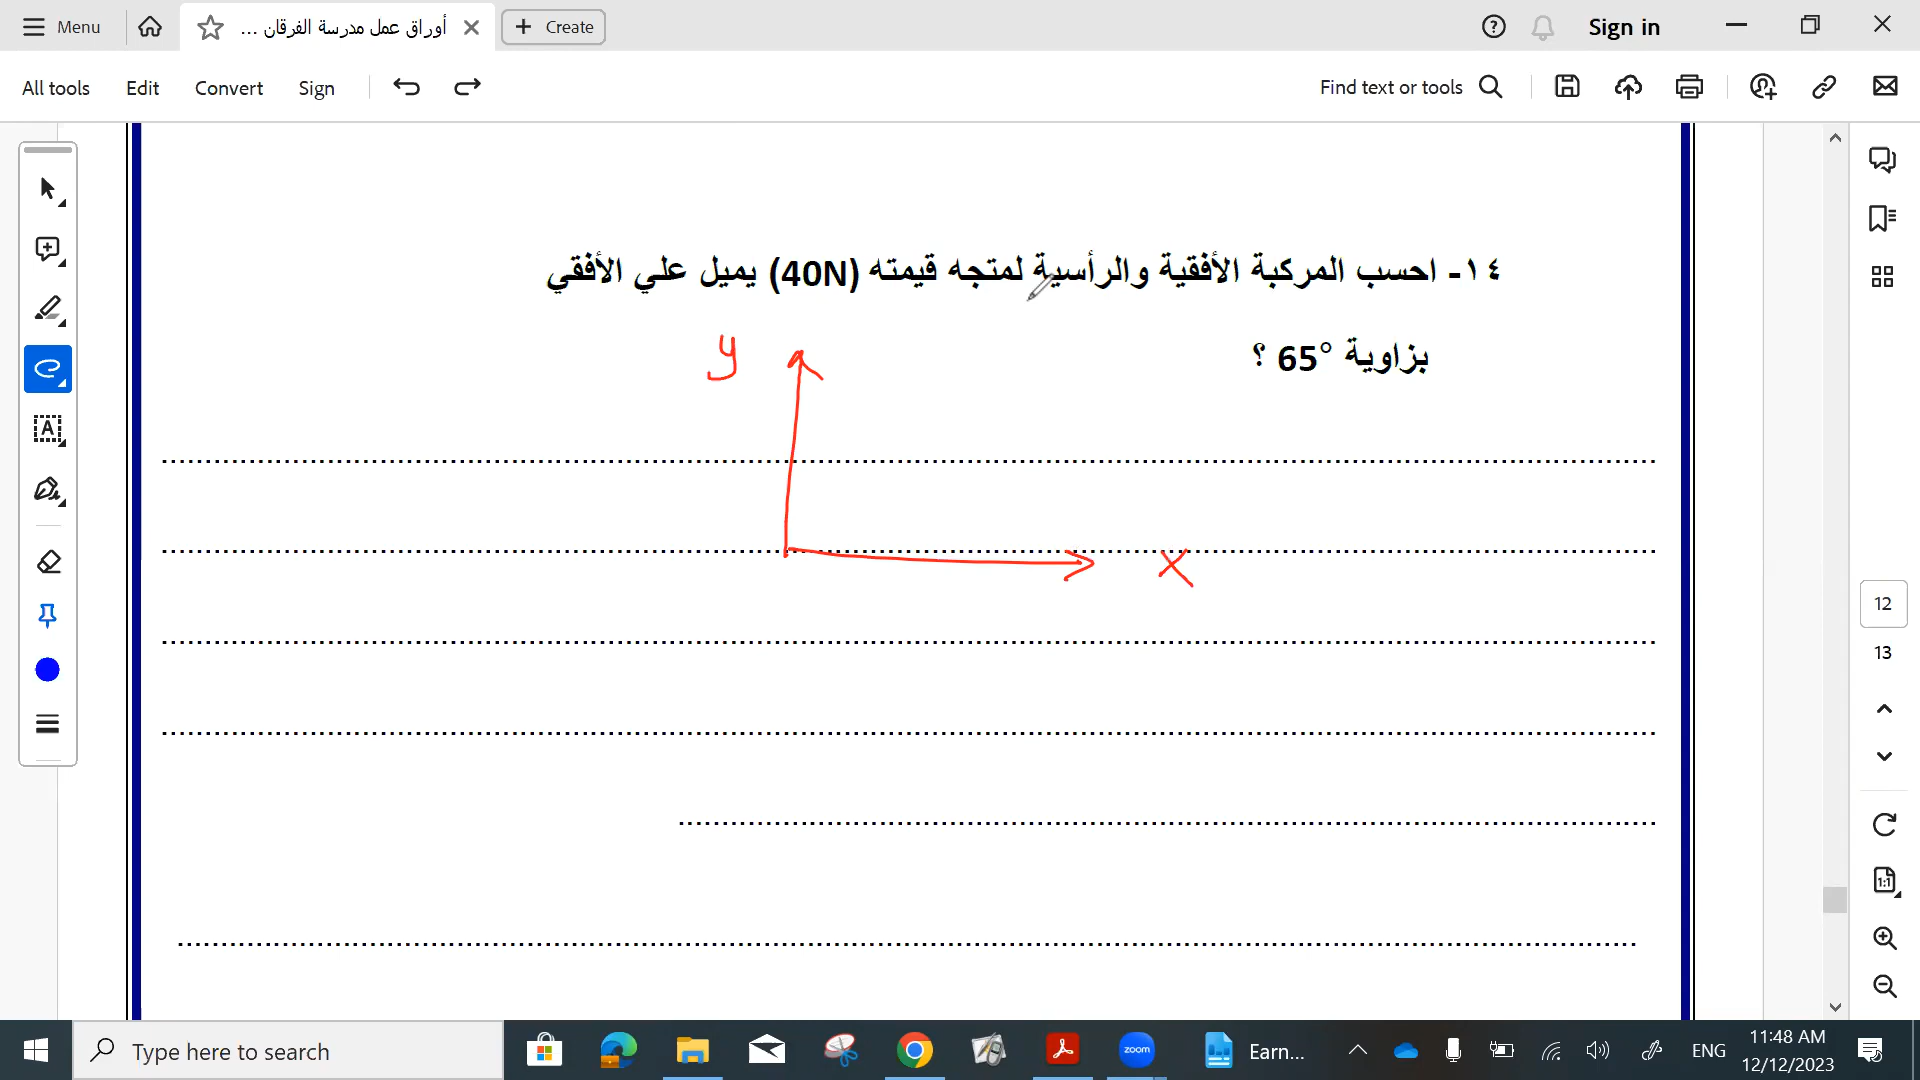 Menu
أوراق عمل مدرسة الفرقان ...
Create
Sign in
All tools
Edit
Convert
Sign
Find text or tools
١٤- احسب المركبة الأفقية والرأسية لمتجه قيمته (40N) يميل علي الأفقي
بزاوية 65° ؟
y
x
12
13
Type here to search
zoom
Earn...
ENG
11:48 AM
12/12/2023